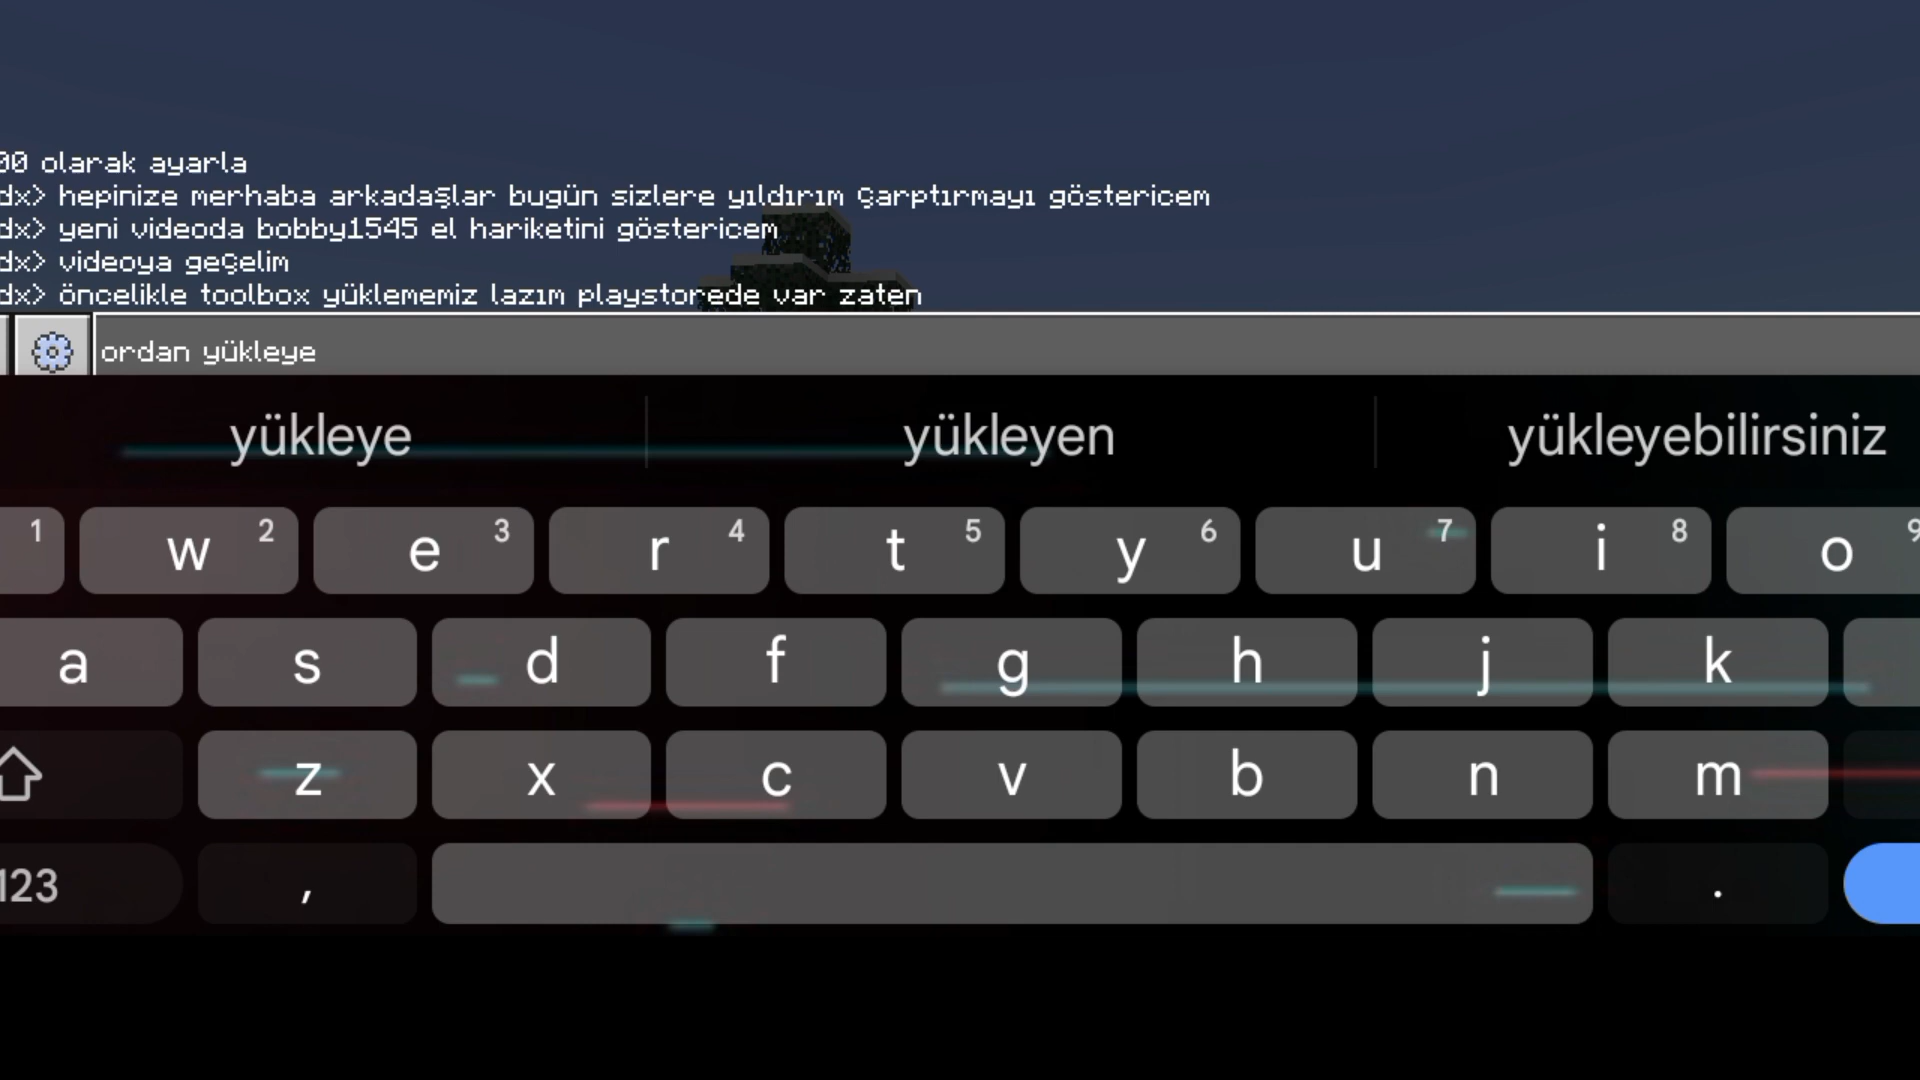 00 olarak ayarla
dx> hepinize merhaba arkadaşlar bugün sizlere yıldırım çarptırmayı göstericem
dx> yeni videoda bobby1545 el hariketini göstericem
dx> videoya geçelim
dx> öncelikle toolbox yüklememiz lazım playstorede var zaten
ordan yükleye
yükleye yükleyen yükleyebilirsiniz
1 w 2 e 3 r 4 t 5 y 6 u 7 i 8 o 9
a s d f g h j k
z x c v b n m
123 , .